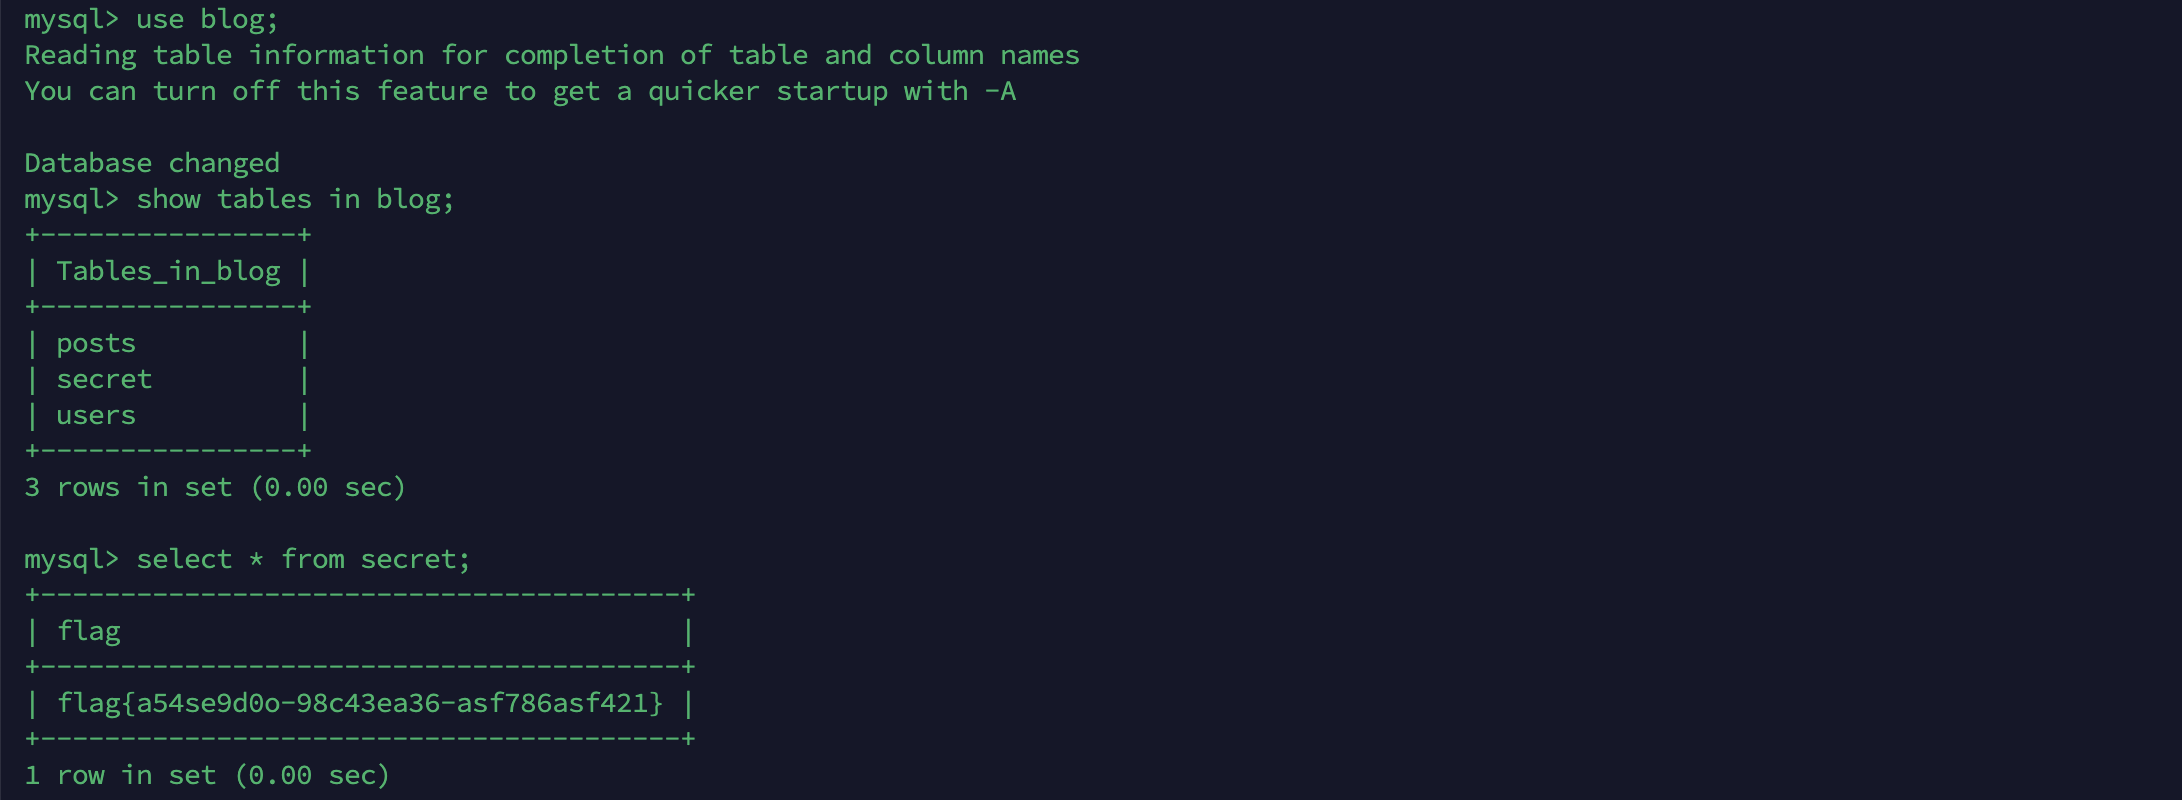 mysql> use blog;
Reading table information for completion of table and column names
You can turn off this feature to get a quicker startup with -A

Database changed
mysql> show tables in blog;
+----------------+
| Tables_in_blog |
+----------------+
| posts          |
| secret         |
| users          |
+----------------+
3 rows in set (0.00 sec)

mysql> select * from secret;
+----------------------------------------+
| flag                                   |
+----------------------------------------+
| flag{a54se9d0o-98c43ea36-asf786asf421} |
+----------------------------------------+
1 row in set (0.00 sec)